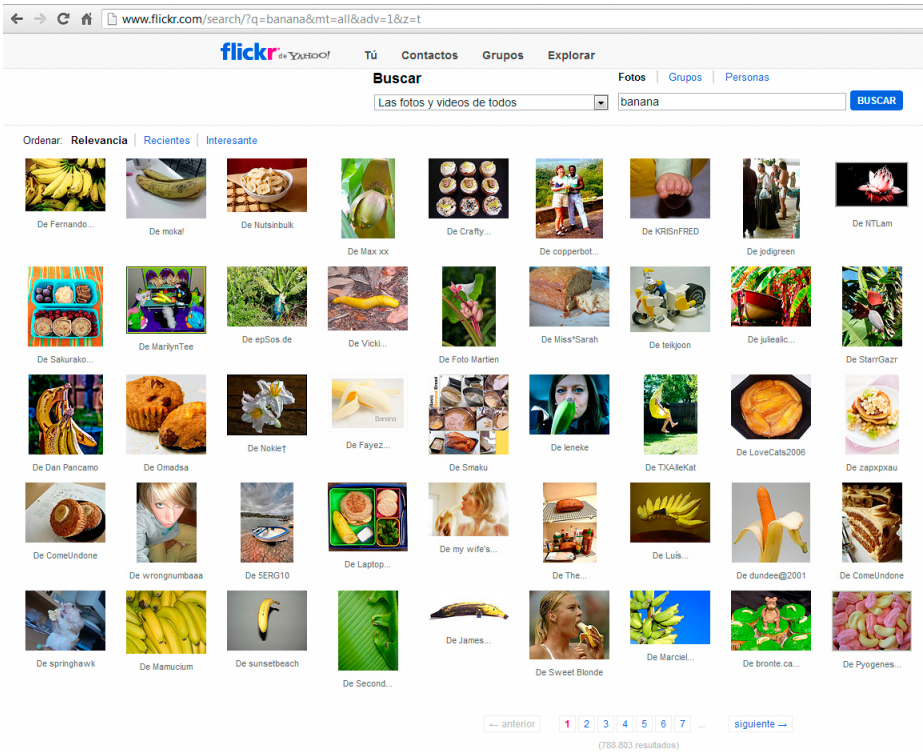 www.flickr.com/search/?q=banana&mt=all&adv=1&z=t
flickr de YAHOO! Tú Contactos Grupos Explorar
Buscar Fotos Grupos Personas
Las fotos y videos de todos banana BUSCAR
Ordenar: Relevancia Recientes Interesante
De Fernando... De moka! De Nutsinbulk De Max xx De Crafty... De copperbot... De KRISnFRED De jodigreen De NTLam
De Sakurako... De MarilynTee De epSos.de De Vicki... De Foto Martien De Miss*Sarah De teikjoon De juliealic... De StarrGazr
Banana
De Dan Pancamo De Omadsa De Nokie† De Fayez... De Smaku De leneke De TXAlleKat De LoveCats2006 De zapxpxau
De ComeUndone De wrongnumbaaa De 5ERG10 De Laptop... De my wife's... De The... De Luis... De dundee@2001 De ComeUndone
De springhawk De Mamucium De sunsetbeach De Second... De James... De Sweet Blonde De Marciel... De bronte.ca... De Pyogenes...
← anterior 1 2 3 4 5 6 7 ... siguiente →
(788.803 resultados)